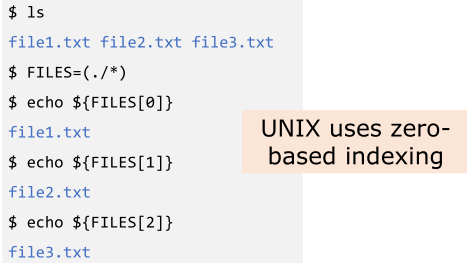 $ ls
file1.txt file2.txt file3.txt
$ FILES=(./*)
$ echo ${FILES[0]}
file1.txt
$ echo ${FILES[1]}
file2.txt
$ echo ${FILES[2]}
file3.txt
UNIX uses zero-
based indexing